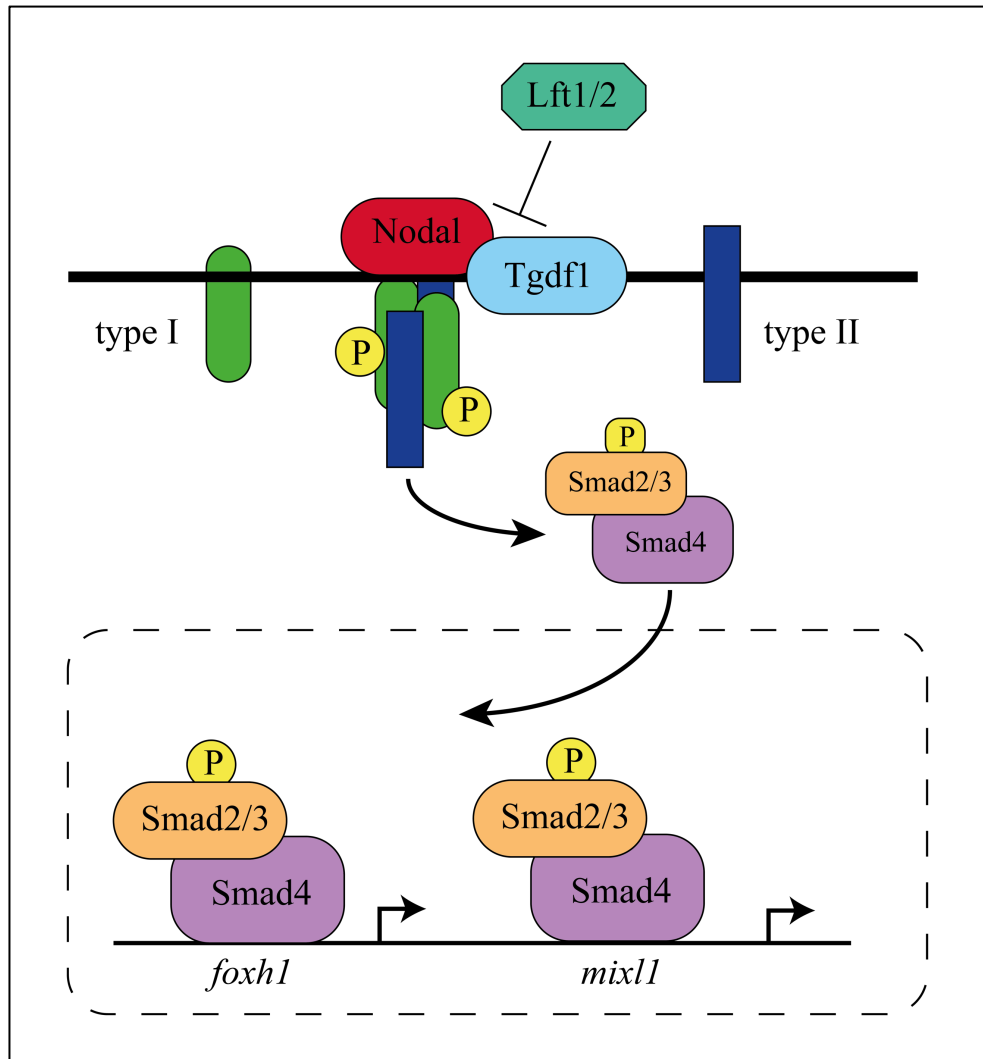 Lft1/2
Nodal
Tgdf1
type I
type II
P
P
P
Smad2/3
Smad4
P
Smad2/3
Smad4
P
Smad2/3
Smad4
foxh1
mixl1